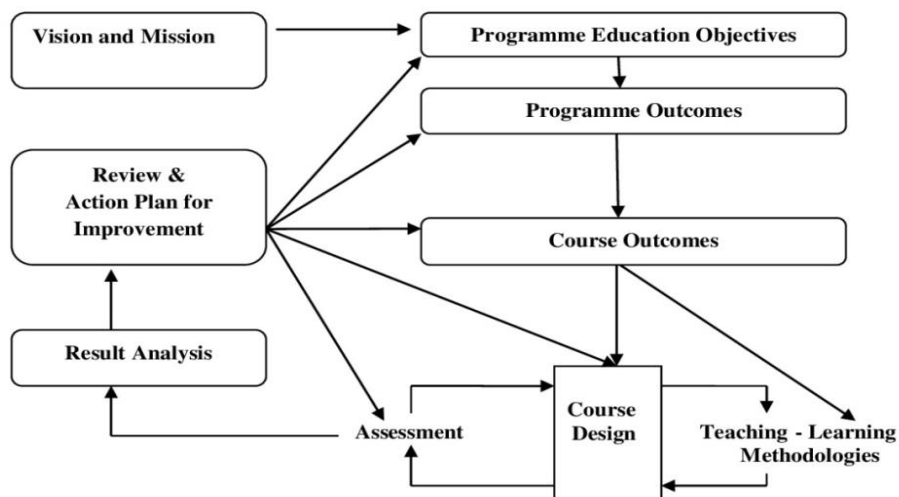 Vision and Mission
Programme Education Objectives
Programme Outcomes
Review &
Action Plan for
Improvement
Course Outcomes
Result Analysis
Assessment
Course
Design
Teaching - Learning
Methodologies